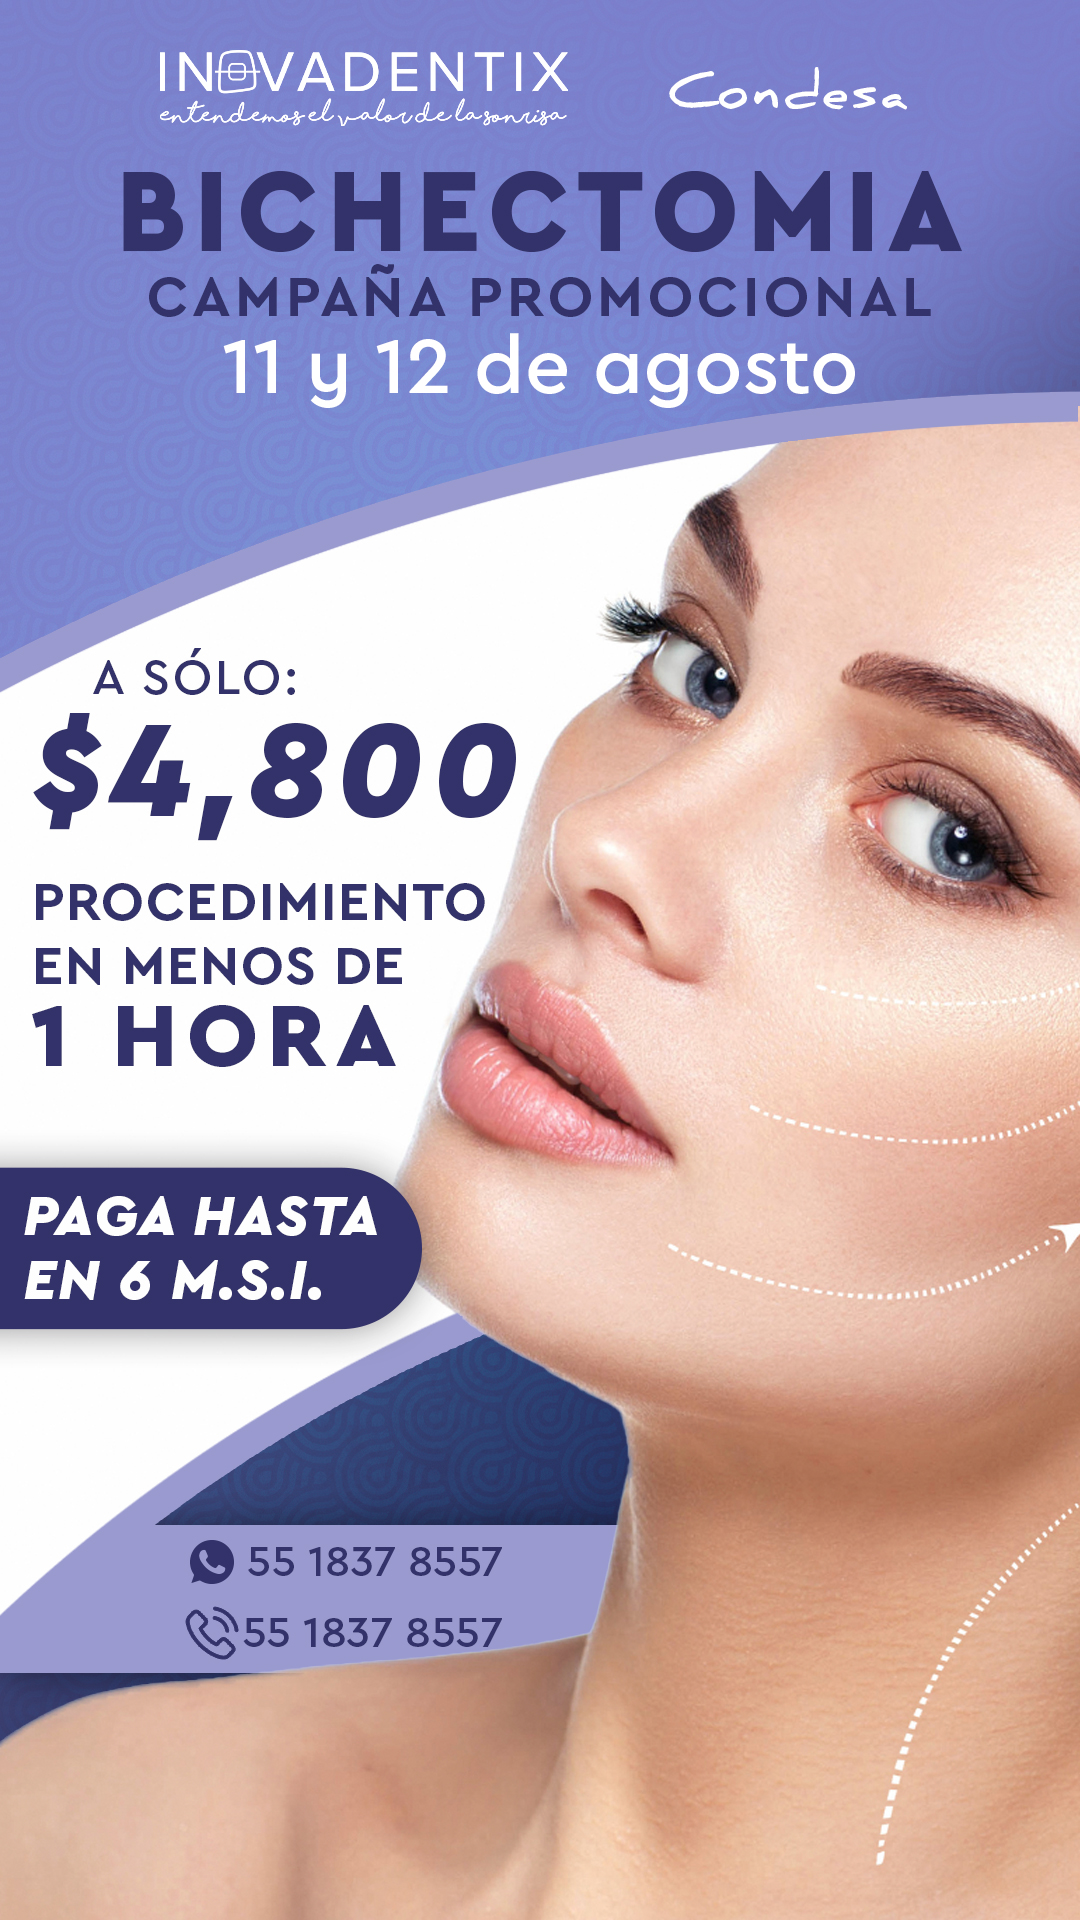 INOVADENTIX
entendemos el valor de la sonrisa
Condesa
BICHECTOMIA
CAMPAÑA PROMOCIONAL
11 y 12 de agosto
A SÓLO:
$4,800
PROCEDIMIENTO
EN MENOS DE
1 HORA
PAGA HASTA
EN 6 M.S.I.
55 1837 8557
55 1837 8557